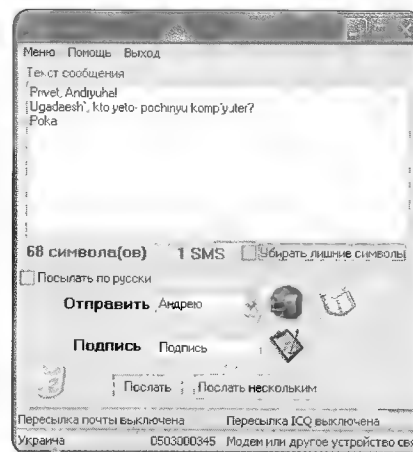 Меню Помощь Выход
Текст сообщения
Privet, Andryuha!
Ugadaesh', kto yeto- pochinyu komp'yuter?
Poka
68 символа(ов) 1 SMS Убирать лишние символы
Посылать по русски
Отправить Андрею
Подпись Подпись
Послать Послать нескольким
Пересылка почты выключена Пересылка ICQ выключена
Украина 0503000345 Модем или другое устройство свя